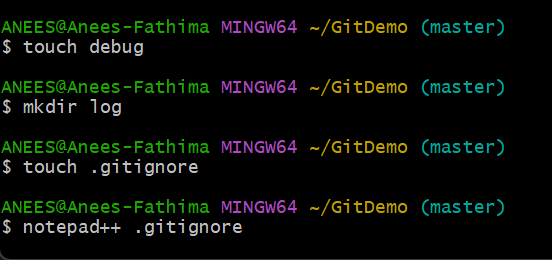 ANEES@Anees-Fathima MINGW64 ~/GitDemo (master)
$ touch debug
ANEES@Anees-Fathima MINGW64 ~/GitDemo (master)
$ mkdir log
ANEES@Anees-Fathima MINGW64 ~/GitDemo (master)
$ touch .gitignore
ANEES@Anees-Fathima MINGW64 ~/GitDemo (master)
$ notepad++ .gitignore